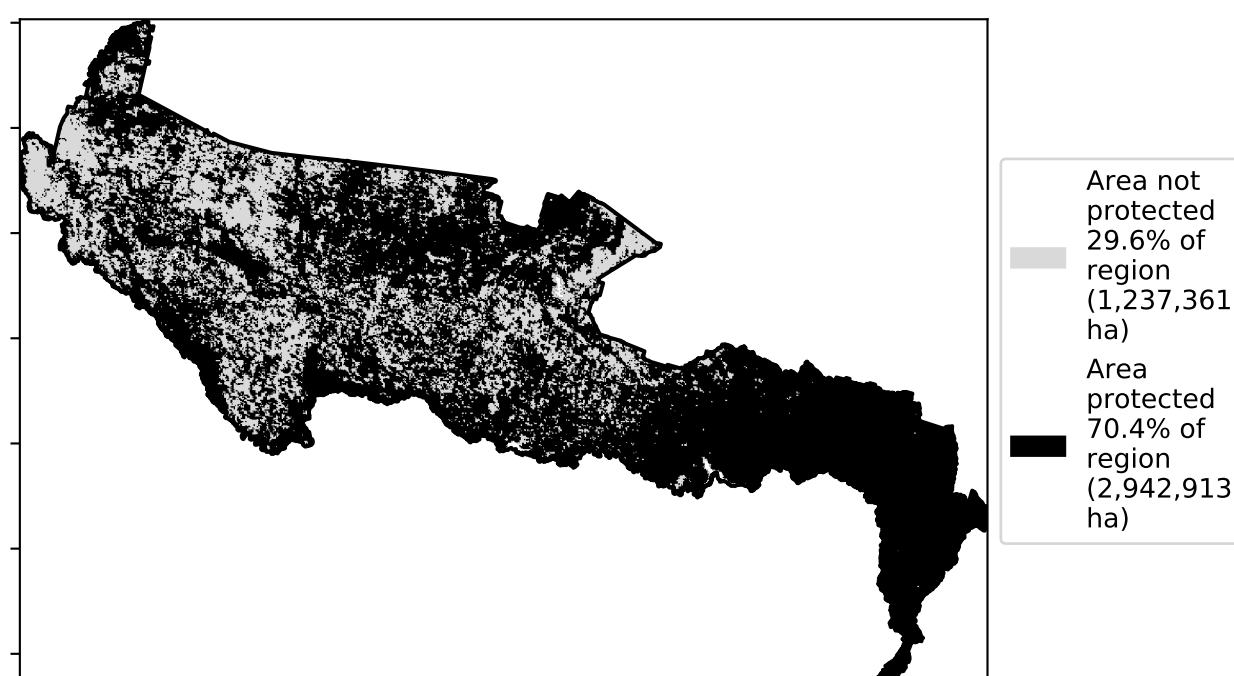 Area not
protected
29.6% of
region
(1,237,361
ha)
Area
protected
70.4% of
region
(2,942,913
ha)